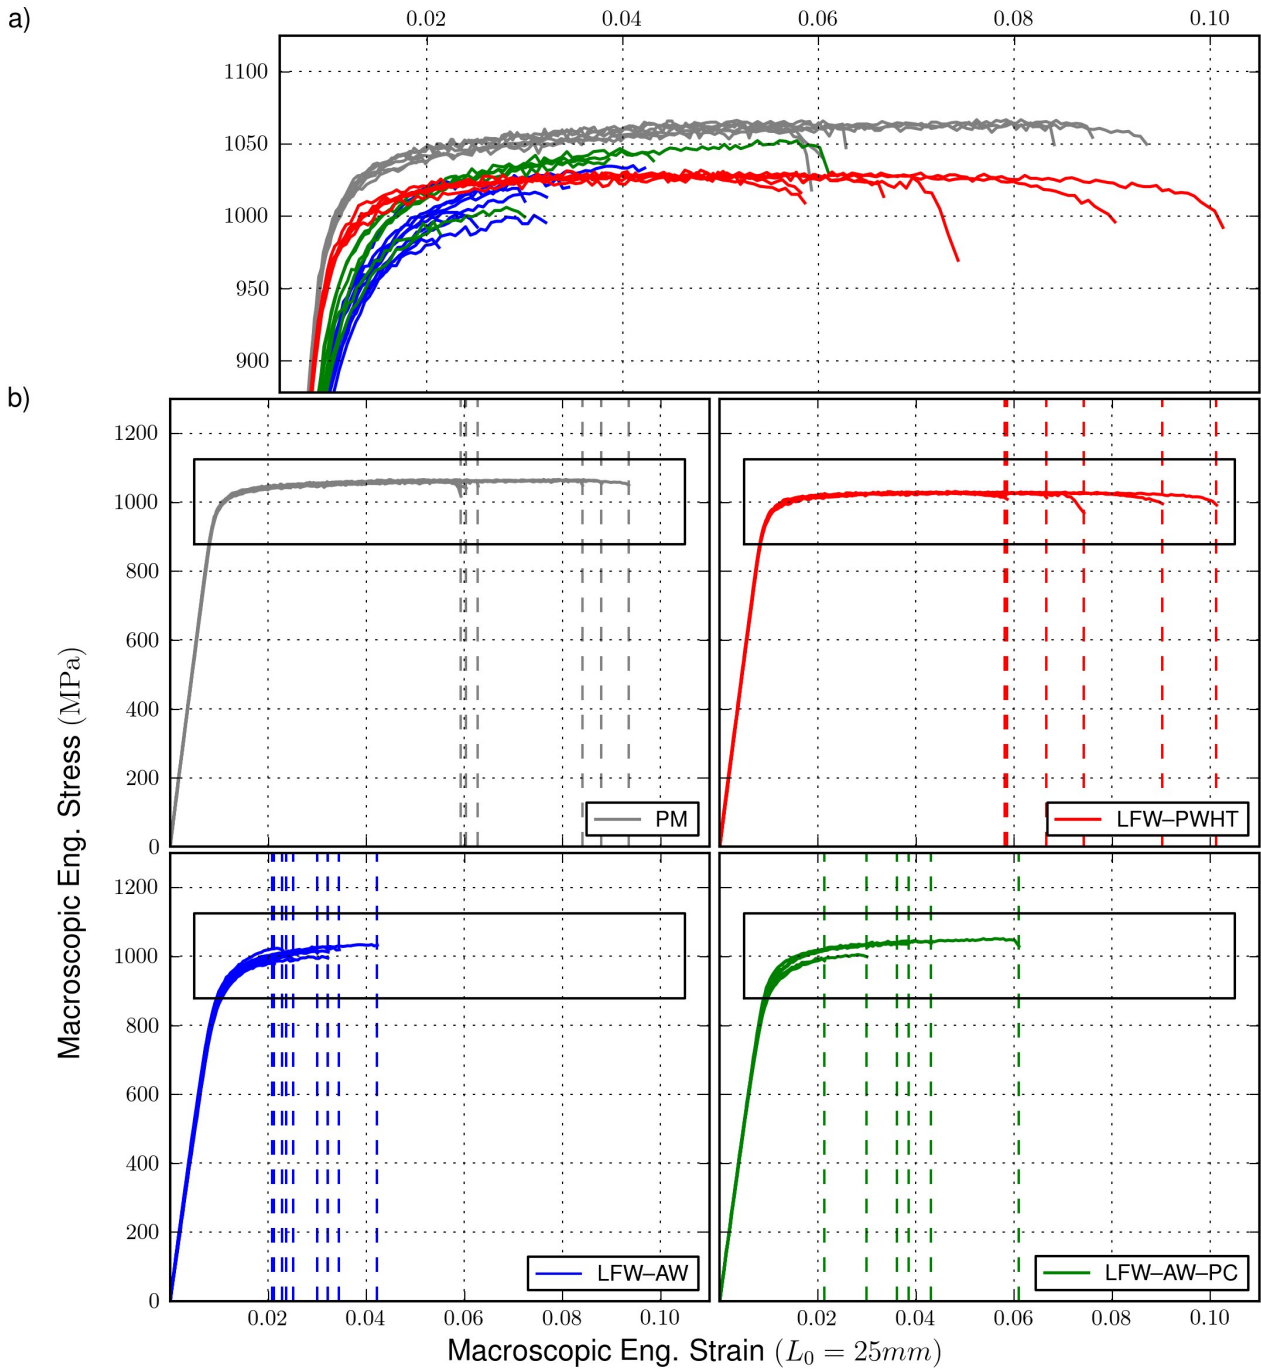 a)
0.02 0.04 0.06 0.08 0.10
1100
1050
1000
950
900
b)
1200
1000
800
600
400
200
0
PM
LFW–PWHT
Macroscopic Eng. Stress (MPa)
1200
1000
800
600
400
200
0
LFW–AW
LFW–AW–PC
0.02 0.04 0.06 0.08 0.10 0.02 0.04 0.06 0.08 0.10
Macroscopic Eng. Strain (L₀ = 25mm)